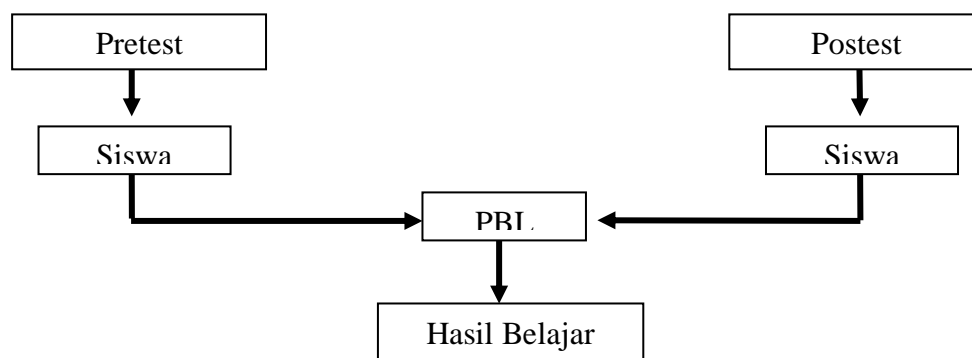 Pretest
Postest
Siswa
Siswa
PBL
Hasil Belajar